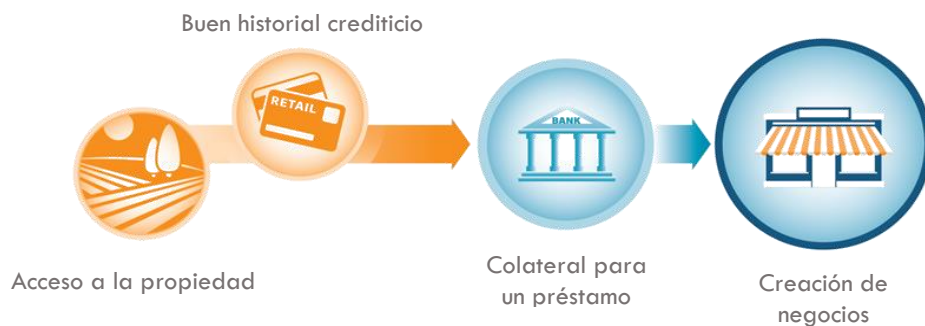 Buen historial crediticio
RETAIL
BANK
Acceso a la propiedad
Colateral para
un préstamo
Creación de
negocios